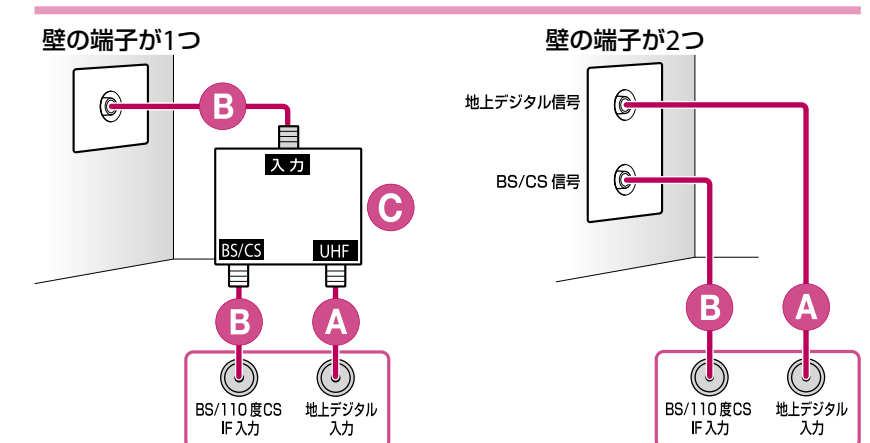 壁の端子が1つ
B
入力
C
BS/CS
UHF
B
A
BS/110度CS
IF入力
地上デジタル
入力
壁の端子が2つ
地上デジタル信号
BS/CS 信号
B
A
BS/110度CS
IF入力
地上デジタル
入力